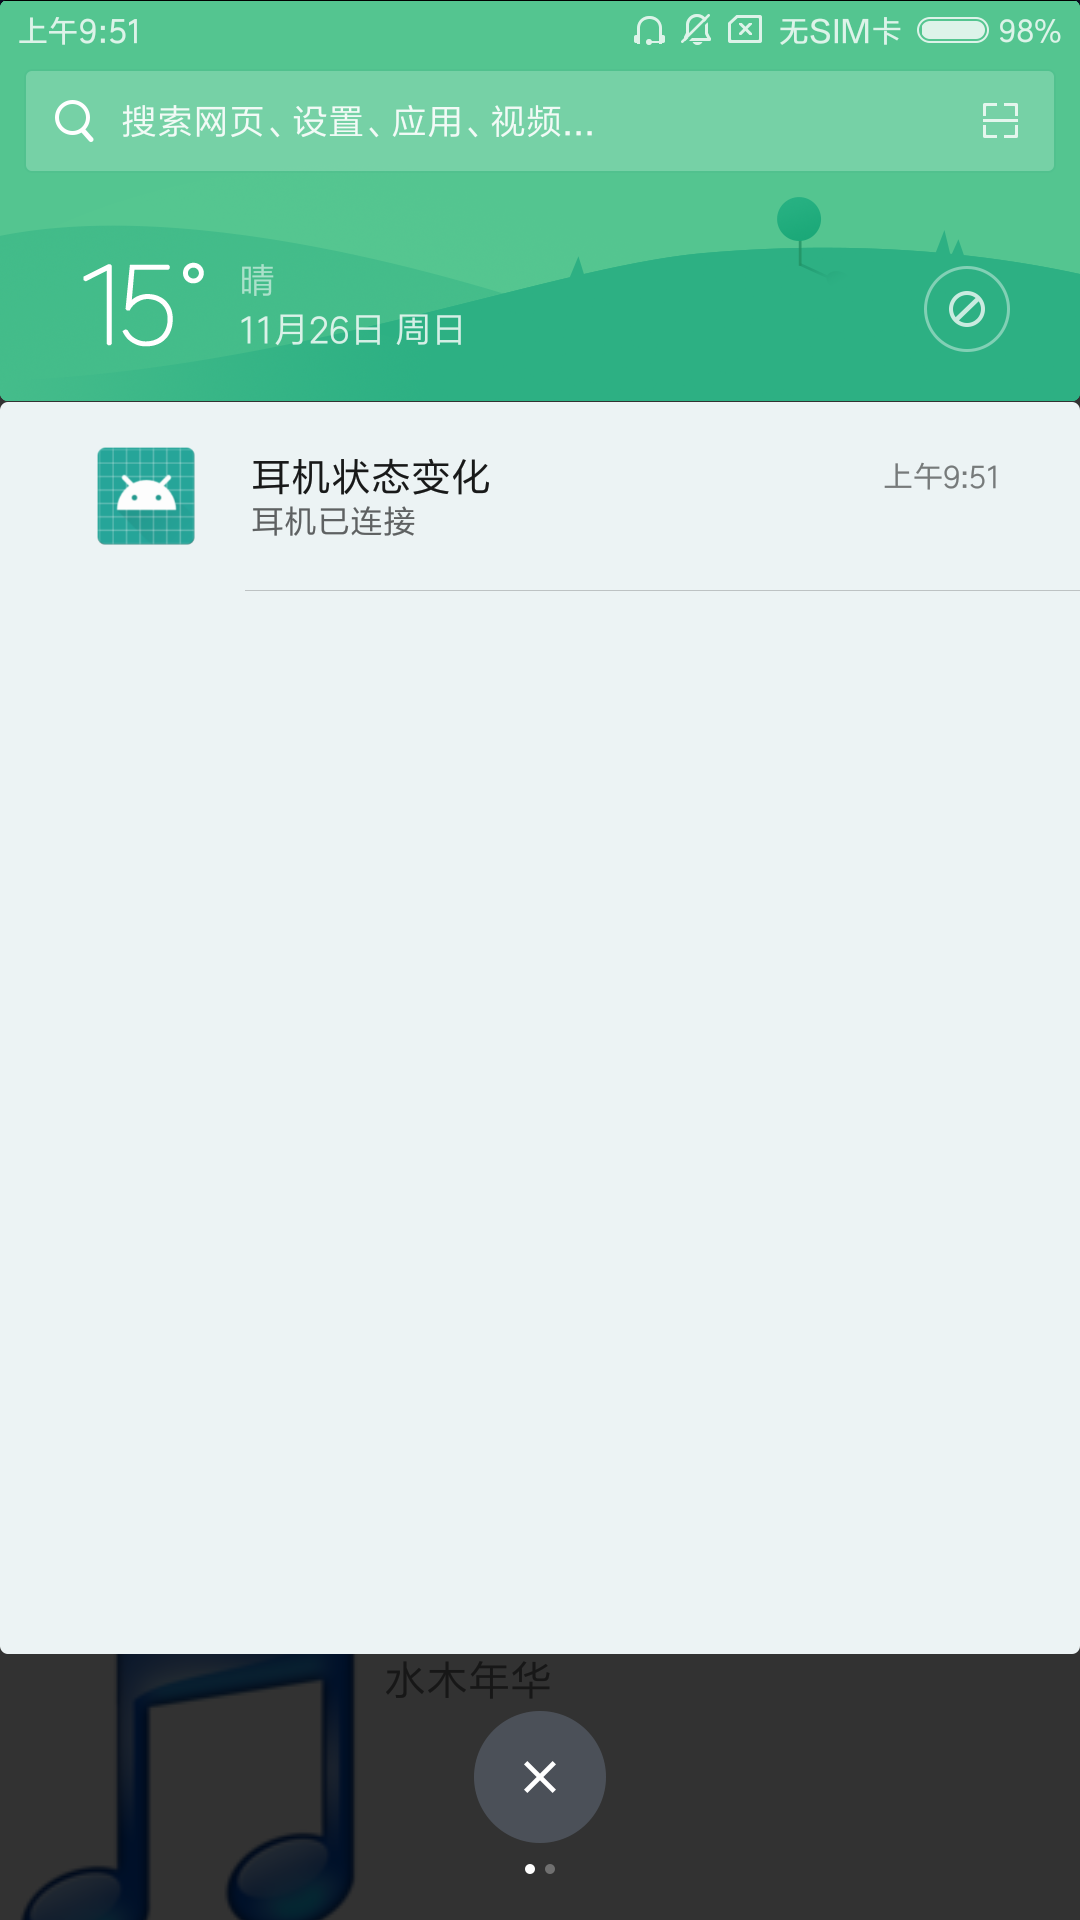 上午9:51 无SIM卡 98%
搜索网页、设置、应用、视频...
15° 晴
11月26日 周日
耳机状态变化 上午9:51
耳机已连接
水木年华